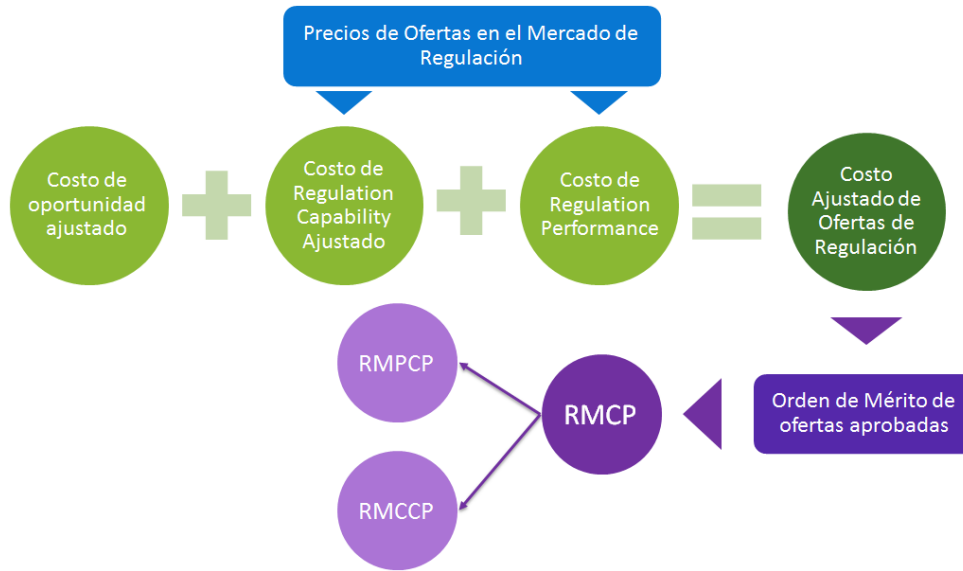 Precios de Ofertas en el Mercado de
Regulación
Costo de
oportunidad
ajustado
Costo de
Regulation
Capability
Ajustado
Costo de
Regulation
Performance
Costo
Ajustado de
Ofertas de
Regulación
RMPCP
RMCP
Orden de Mérito de
ofertas aprobadas
RMCCP